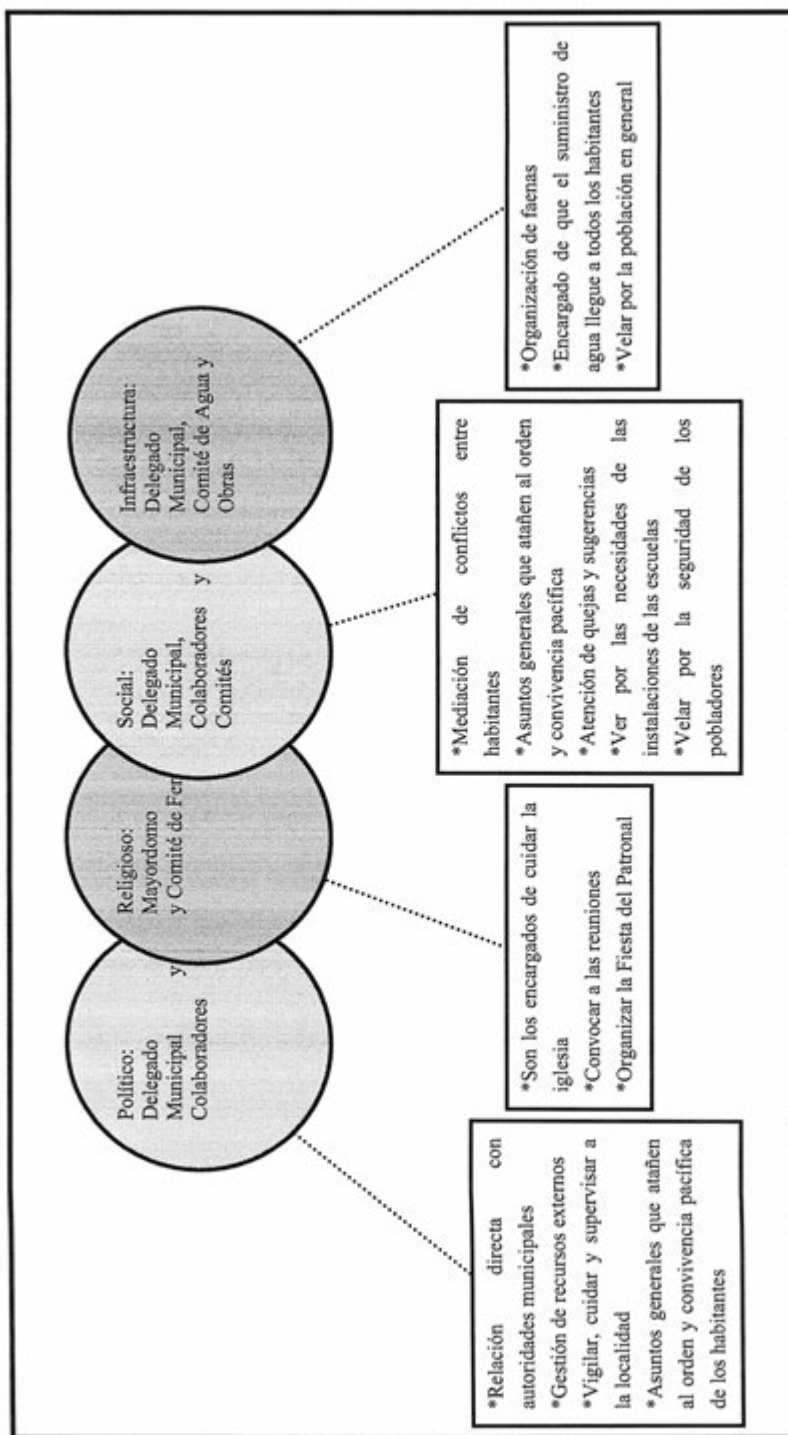 Político:
Delegado
Municipal y
Colaboradores
Religioso:
Mayordomo
y Comité de Fer
Social:
Delegado
Municipal,
Colaboradores y
Comités
Infraestructura:
Delegado
Municipal,
Comité de Agua y
Obras
*Relación directa con
autoridades municipales
*Gestión de recursos externos
*Vigilar, cuidar y supervisar a
la localidad
*Asuntos generales que atañen
al orden y convivencia pacífica
de los habitantes
*Son los encargados de cuidar la
iglesia
*Convocar a las reuniones
*Organizar la Fiesta del Patronal
*Mediación de conflictos entre
habitantes
*Asuntos generales que atañen al orden
y convivencia pacífica
*Atención de quejas y sugerencias
*Ver por las necesidades de las
instalaciones de las escuelas
*Velar por la seguridad de los
pobladores
*Organización de faenas
*Encargado de que el suministro de
agua llegue a todos los habitantes
*Velar por la población en general